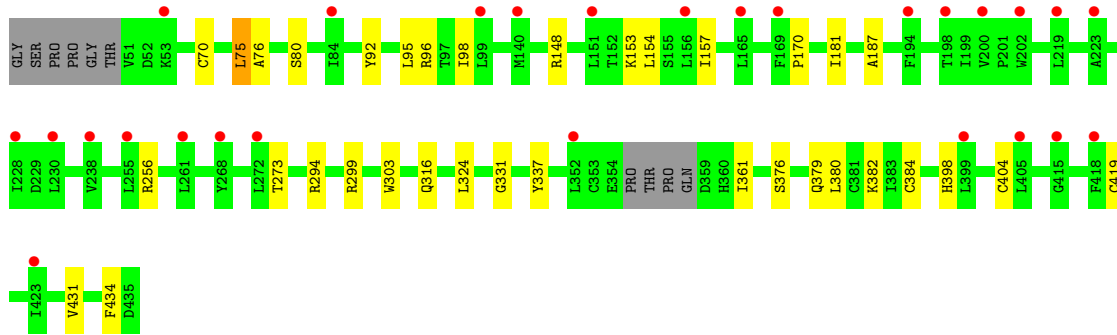 GLY SER PRO PRO GLY THR V51 D52 K53 C70 L75 A76 S80 I84 Y92 L95 R96 T97 I98 L99 M140 R148 L151 T152 K153 L154 S155 L156 I157 L165 F169 P170 I181 A187 F194 T198 I199 V200 P201 W202 L219 A223
I228 D229 L230 V238 L255 R256 L261 Y268 L272 T273 R294 R299 W303 Q316 L324 G331 Y337 L352 C353 E354 PRO THR PRO GLN D359 H360 I361 S376 Q379 L380 C381 K382 I383 C384 H398 L399 C404 L405 G415 F418 C419
I423 V431 F434 D435